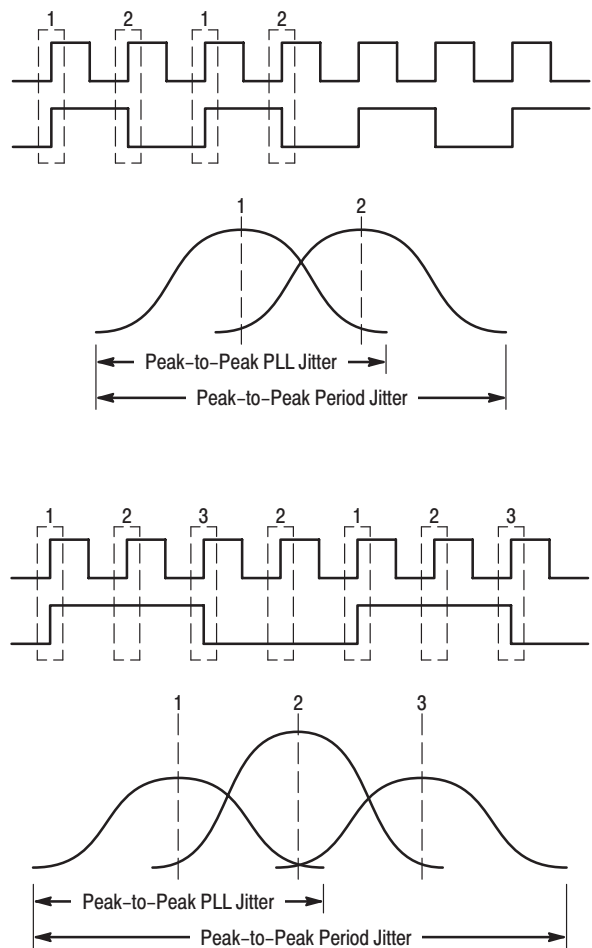 1 2 1 2
1 2
Peak-to-Peak PLL Jitter
Peak-to-Peak Period Jitter
1 2 3 2 1 2 3
1 2 3
Peak-to-Peak PLL Jitter
Peak-to-Peak Period Jitter